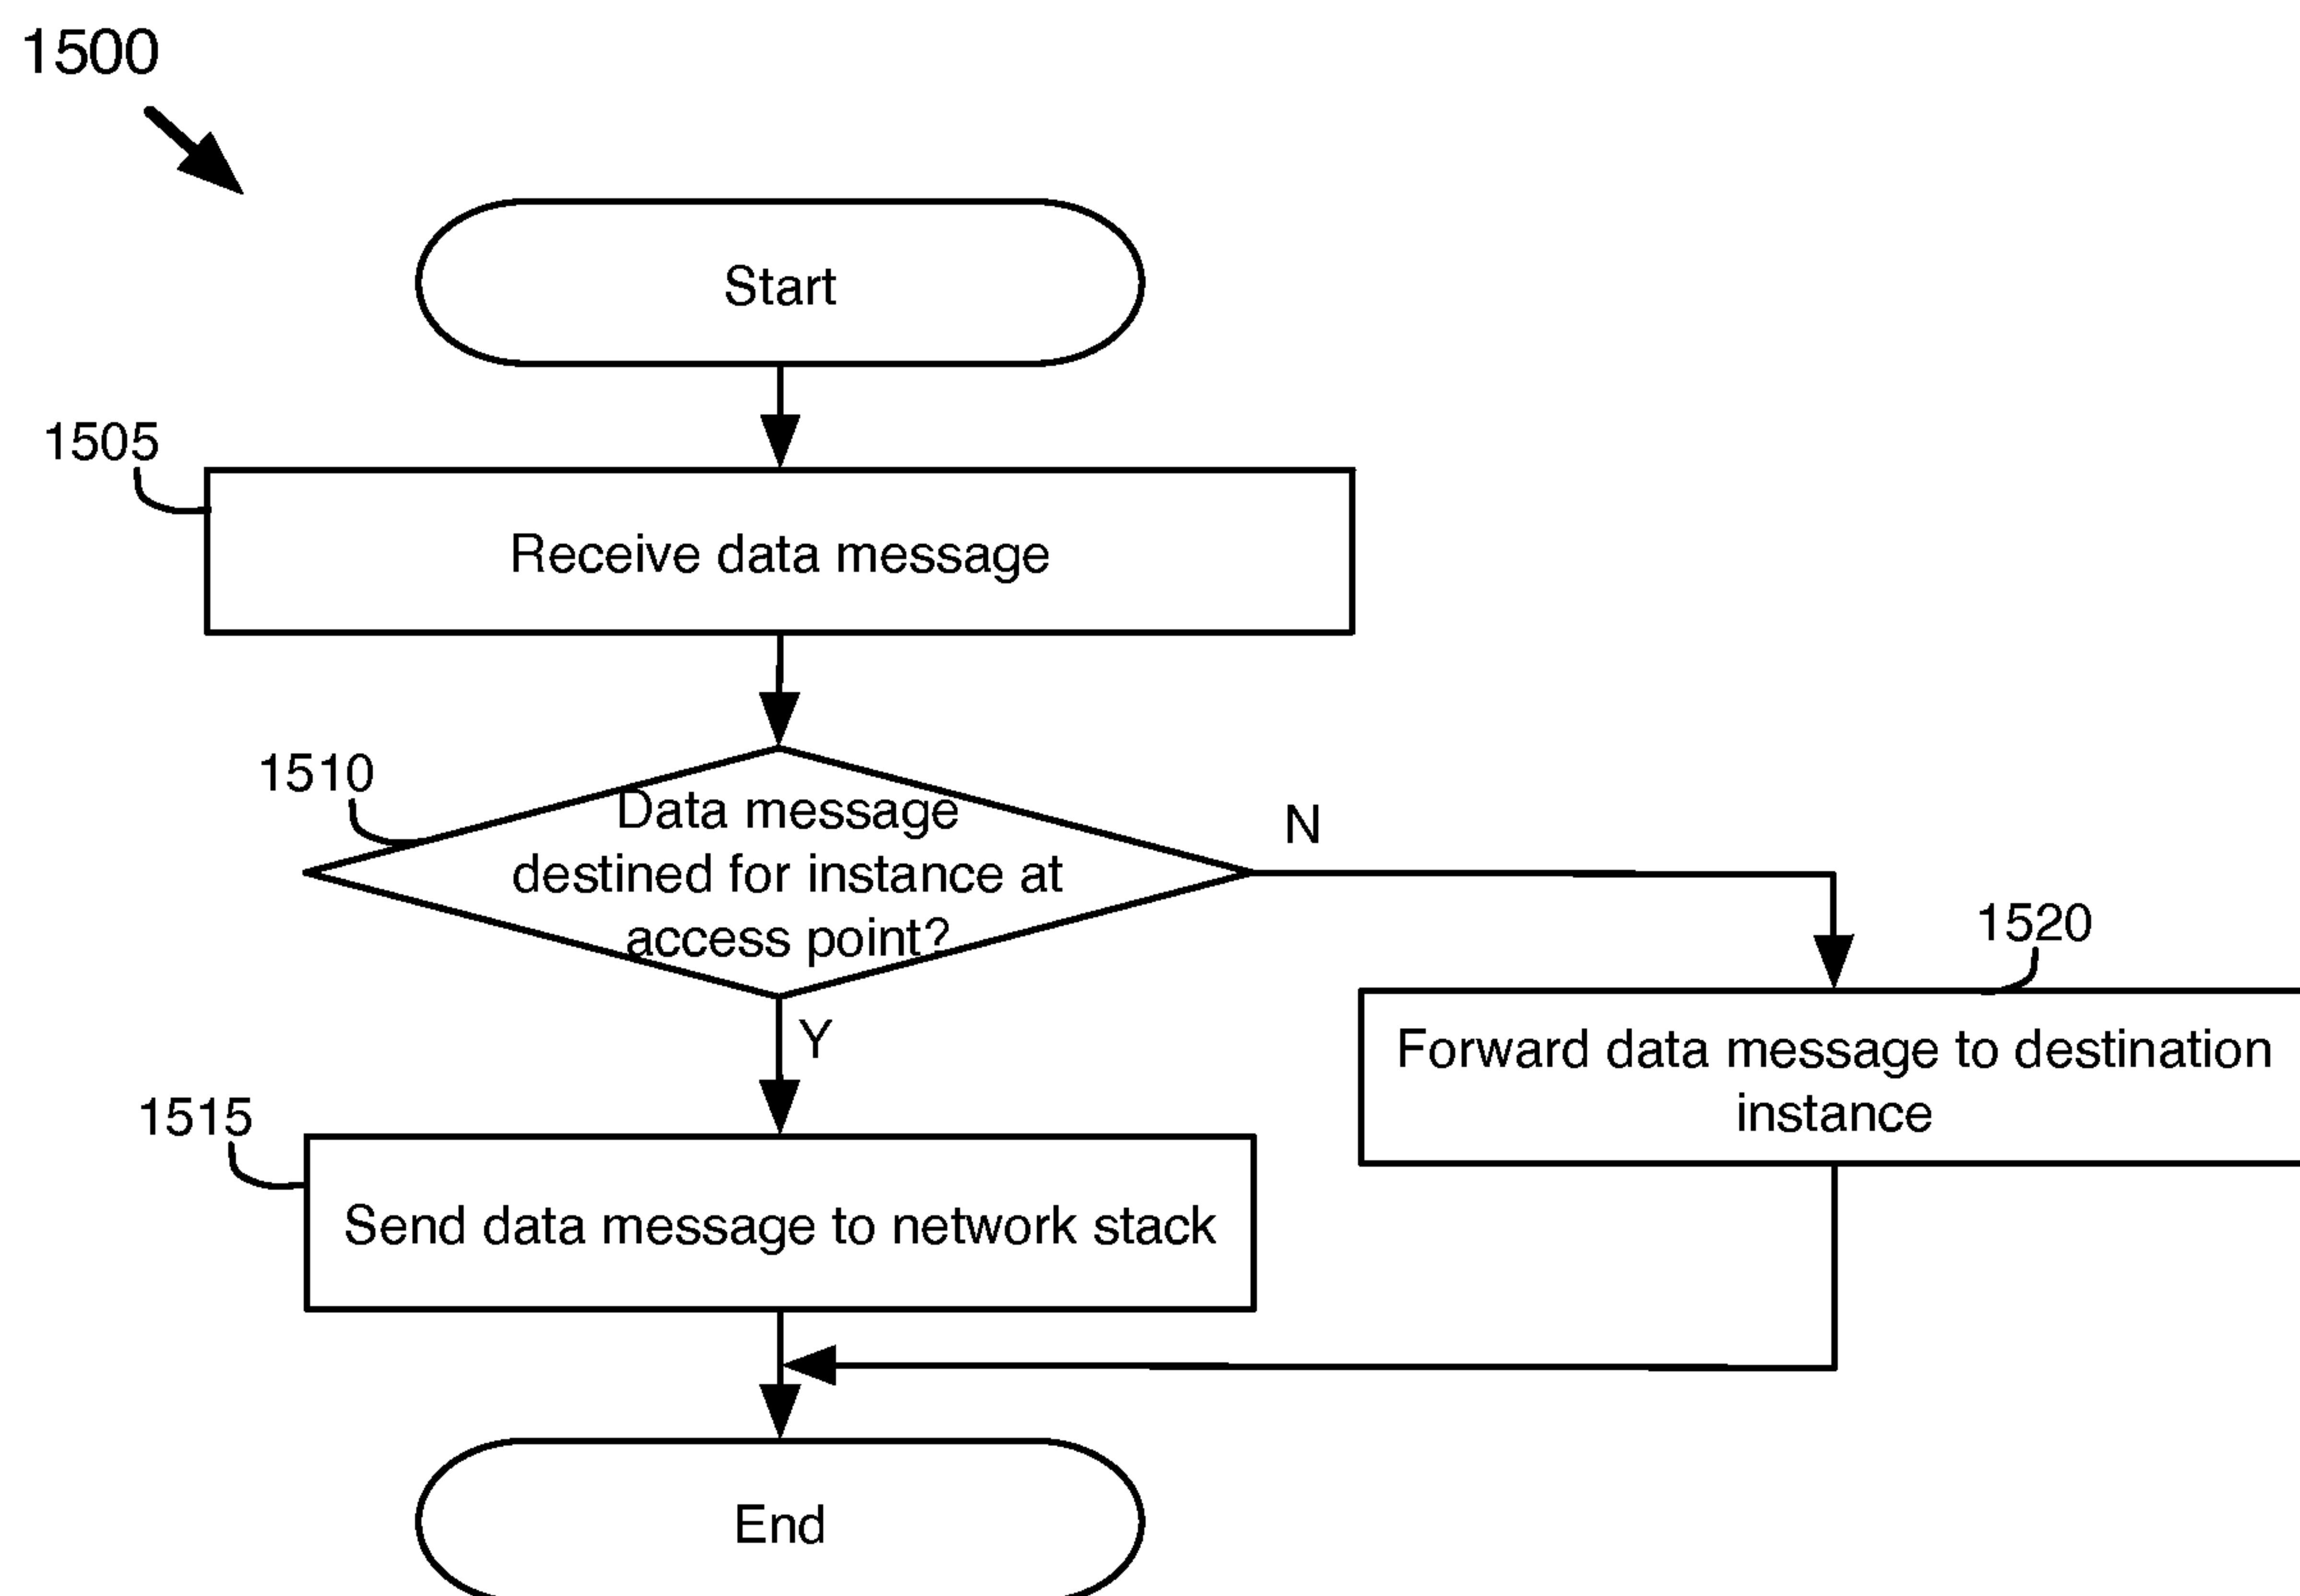 1500
Start
1505
Receive data message
1510
Data message
destined for instance at
access point?
N
1520
Forward data message to destination
instance
Y
1515
Send data message to network stack
End